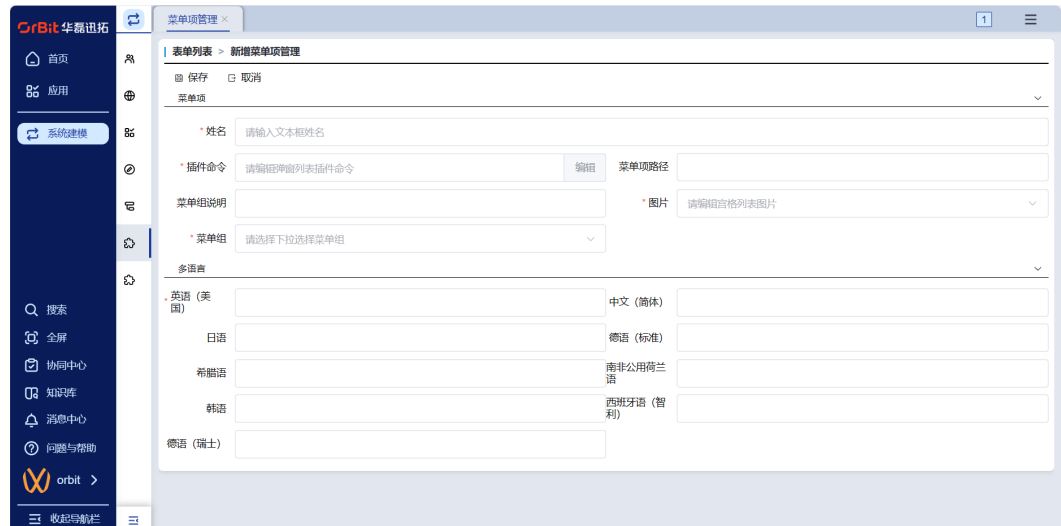 OrBit 华磊迅拓
首页
应用
系统建模
搜索
全屏
协同中心
知识库
消息中心
问题与帮助
orbit >
收起导航栏
菜单项管理 ×
1
表单列表 > 新增菜单项管理
保存 取消
菜单项
* 姓名 请输入文本框姓名
* 插件命令 请编辑弹窗列表插件命令 编辑 菜单项路径
菜单组说明 * 图片 请编辑宫格列表图片
* 菜单组 请选择下拉选择菜单组
多语言
* 英语（美
国） 中文（简体）
日语 德语（标准）
希腊语 南非公用荷兰
语
韩语 西班牙语（智
利）
德语（瑞士）